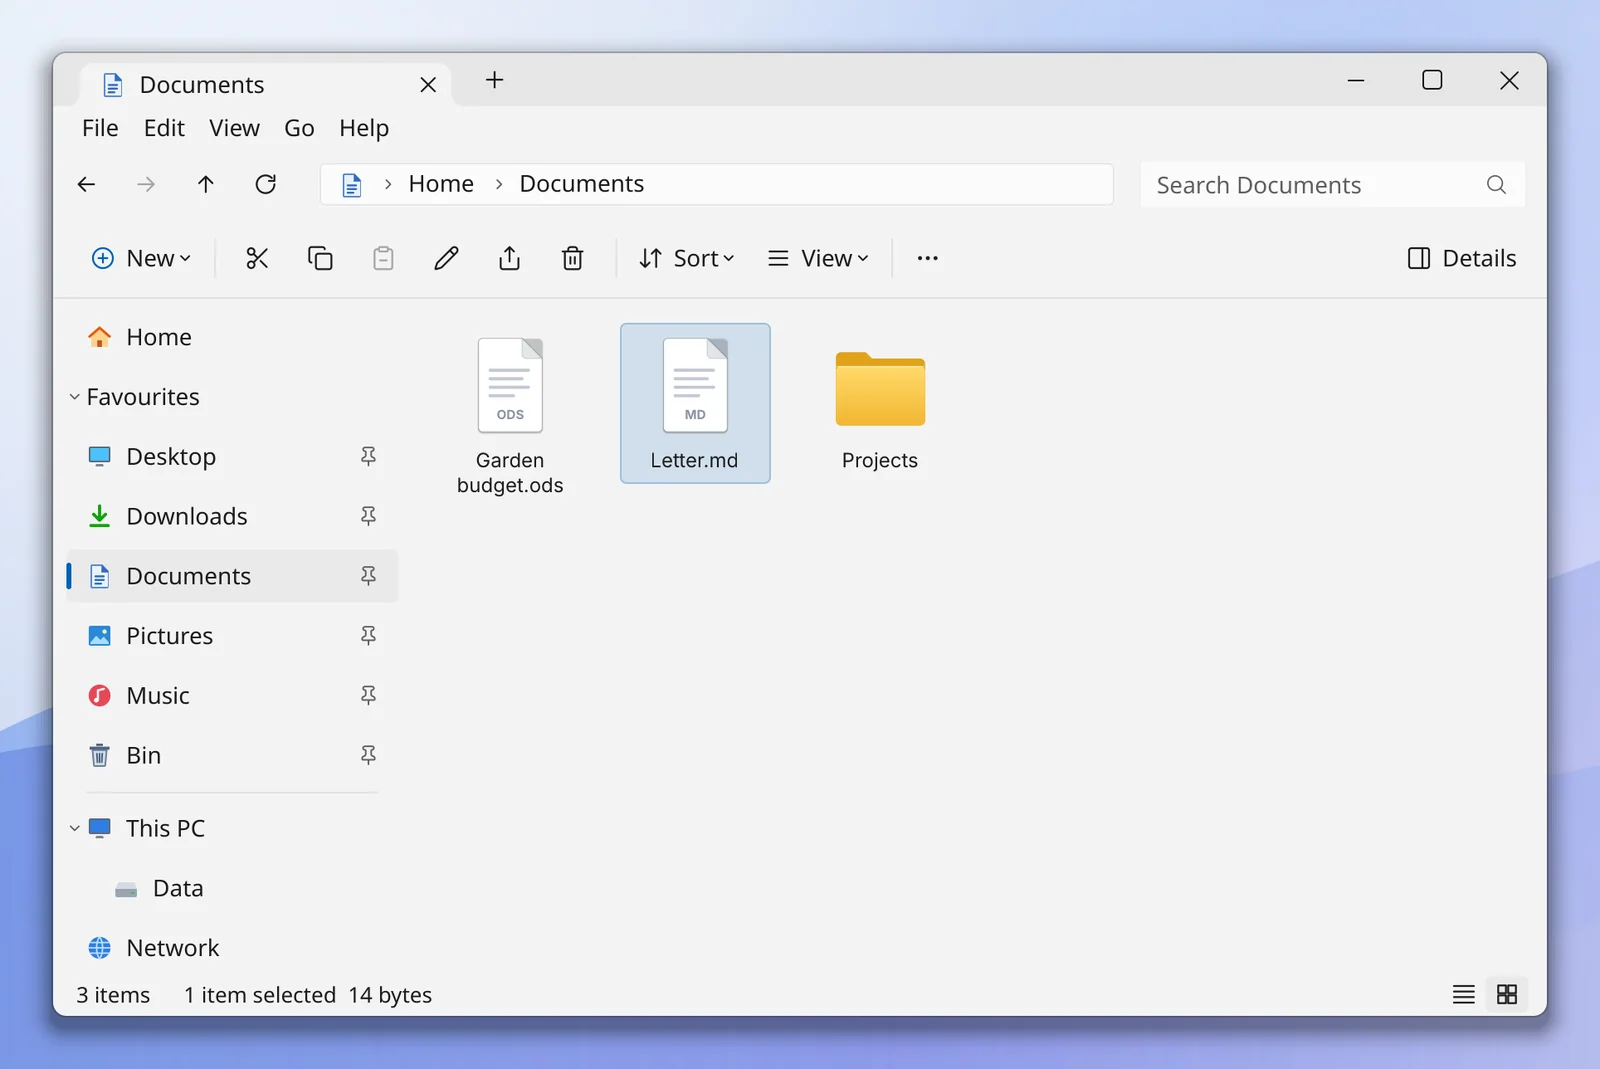 Documents
File Edit View Go Help
Home Documents
Search Documents
New Sort View Details
Home
Favourites
Desktop
Downloads
Documents
Pictures
Music
Bin
This PC
Data
Network
ODS
Garden
budget.ods
MD
Letter.md
Projects
3 items 1 item selected 14 bytes